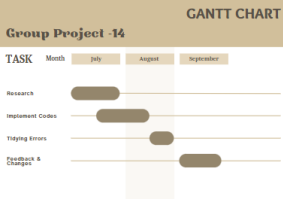 GANTT CHART
Group Project -14
TASK Month July August September
Research
Implement Codes
Tidying Errors
Feedback &
Changes